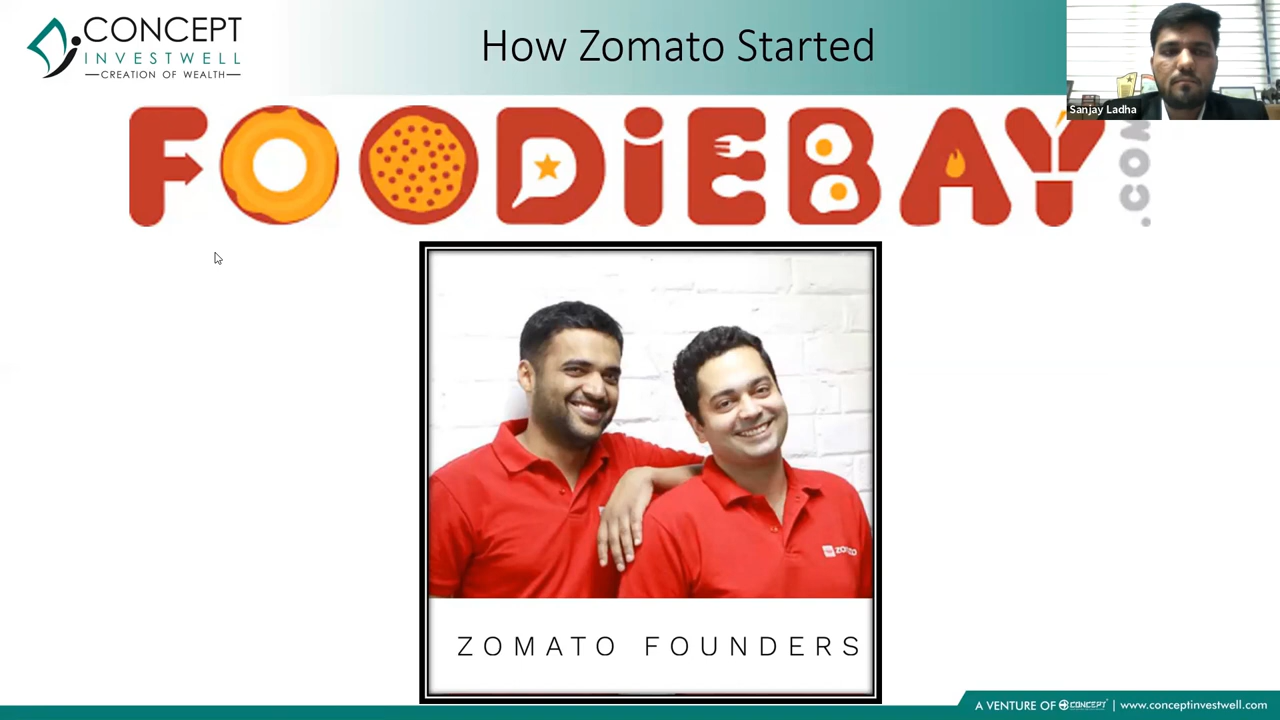 CONCEPT
INVESTWELL
CREATION OF WEALTH
How Zomato Started
Sanjay Ladha
FOODiEBAY
.COM
zomato
ZOMATO FOUNDERS
A VENTURE OF CONCEPT | www.conceptinvestwell.com